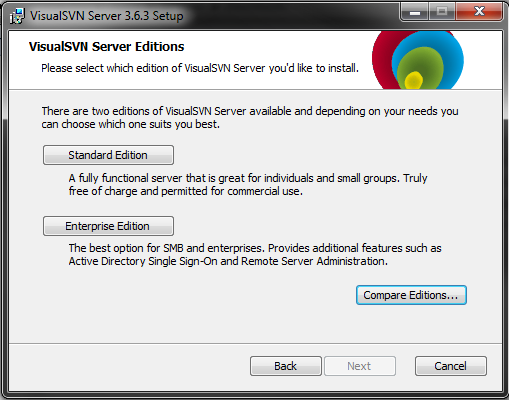 VisualSVN Server 3.6.3 Setup
VisualSVN Server Editions
Please select which edition of VisualSVN Server you'd like to install.
There are two editions of VisualSVN Server available and depending on your needs you
can choose which one suits you best.
Standard Edition
A fully functional server that is great for individuals and small groups. Truly
free of charge and permitted for commercial use.
Enterprise Edition
The best option for SMB and enterprises. Provides additional features such as
Active Directory Single Sign-On and Remote Server Administration.
Compare Editions...
Back
Next
Cancel